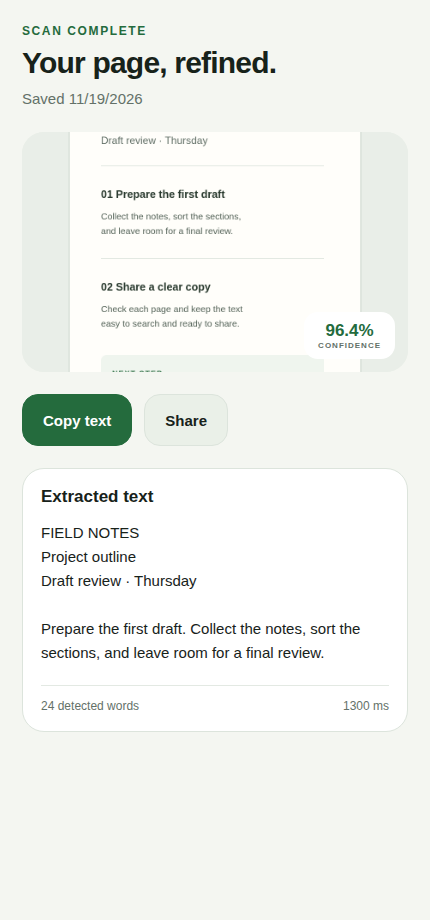 SCAN COMPLETE
Your page, refined.
Saved 11/19/2026
Draft review · Thursday
01 Prepare the first draft
Collect the notes, sort the sections,
and leave room for a final review.
02 Share a clear copy
Check each page and keep the text
easy to search and ready to share.
96.4%
CONFIDENCE
Copy text
Share
Extracted text
FIELD NOTES
Project outline
Draft review · Thursday
Prepare the first draft. Collect the notes, sort the
sections, and leave room for a final review.
24 detected words
1300 ms